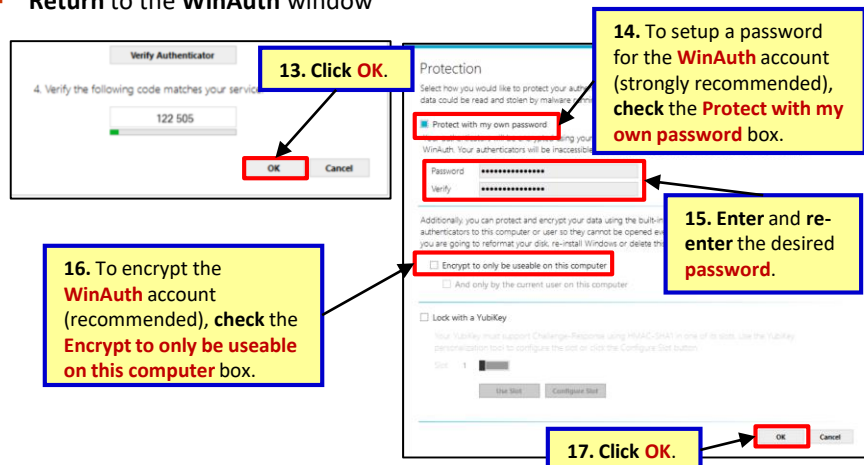 Return to the WinAuth window
Verify Authenticator
4. Verify the following code matches your service
122 505
OK Cancel
13. Click OK.
Protection
Select how you would like to protect your
data could be read and stolen by malware
14. To setup a password
for the WinAuth account
(strongly recommended),
check the Protect with my
own password box.
Protect with my own password
using your
WinAuth. Your authenticators will be inaccessible
Password •••••••••••••••
Verify •••••••••••••••
15. Enter and re-
enter the desired
password.
Additionally, you can protect and encrypt your data using the built-in
authenticators to this computer or user so they cannot be opened
you are going to reformat your disk, re-install Windows or delete
Encrypt to only be useable on this computer
And only by the current user on this computer
16. To encrypt the
WinAuth account
(recommended), check the
Encrypt to only be useable
on this computer box.
Lock with a YubiKey
Your YubiKey must support Challenge-Response using HMAC-SHA1 in one of its slots. Use the YubiKey
personalization tool to configure the slot or click the Configure Slot button.
Slot 1
Use Slot Configure Slot
OK Cancel
17. Click OK.